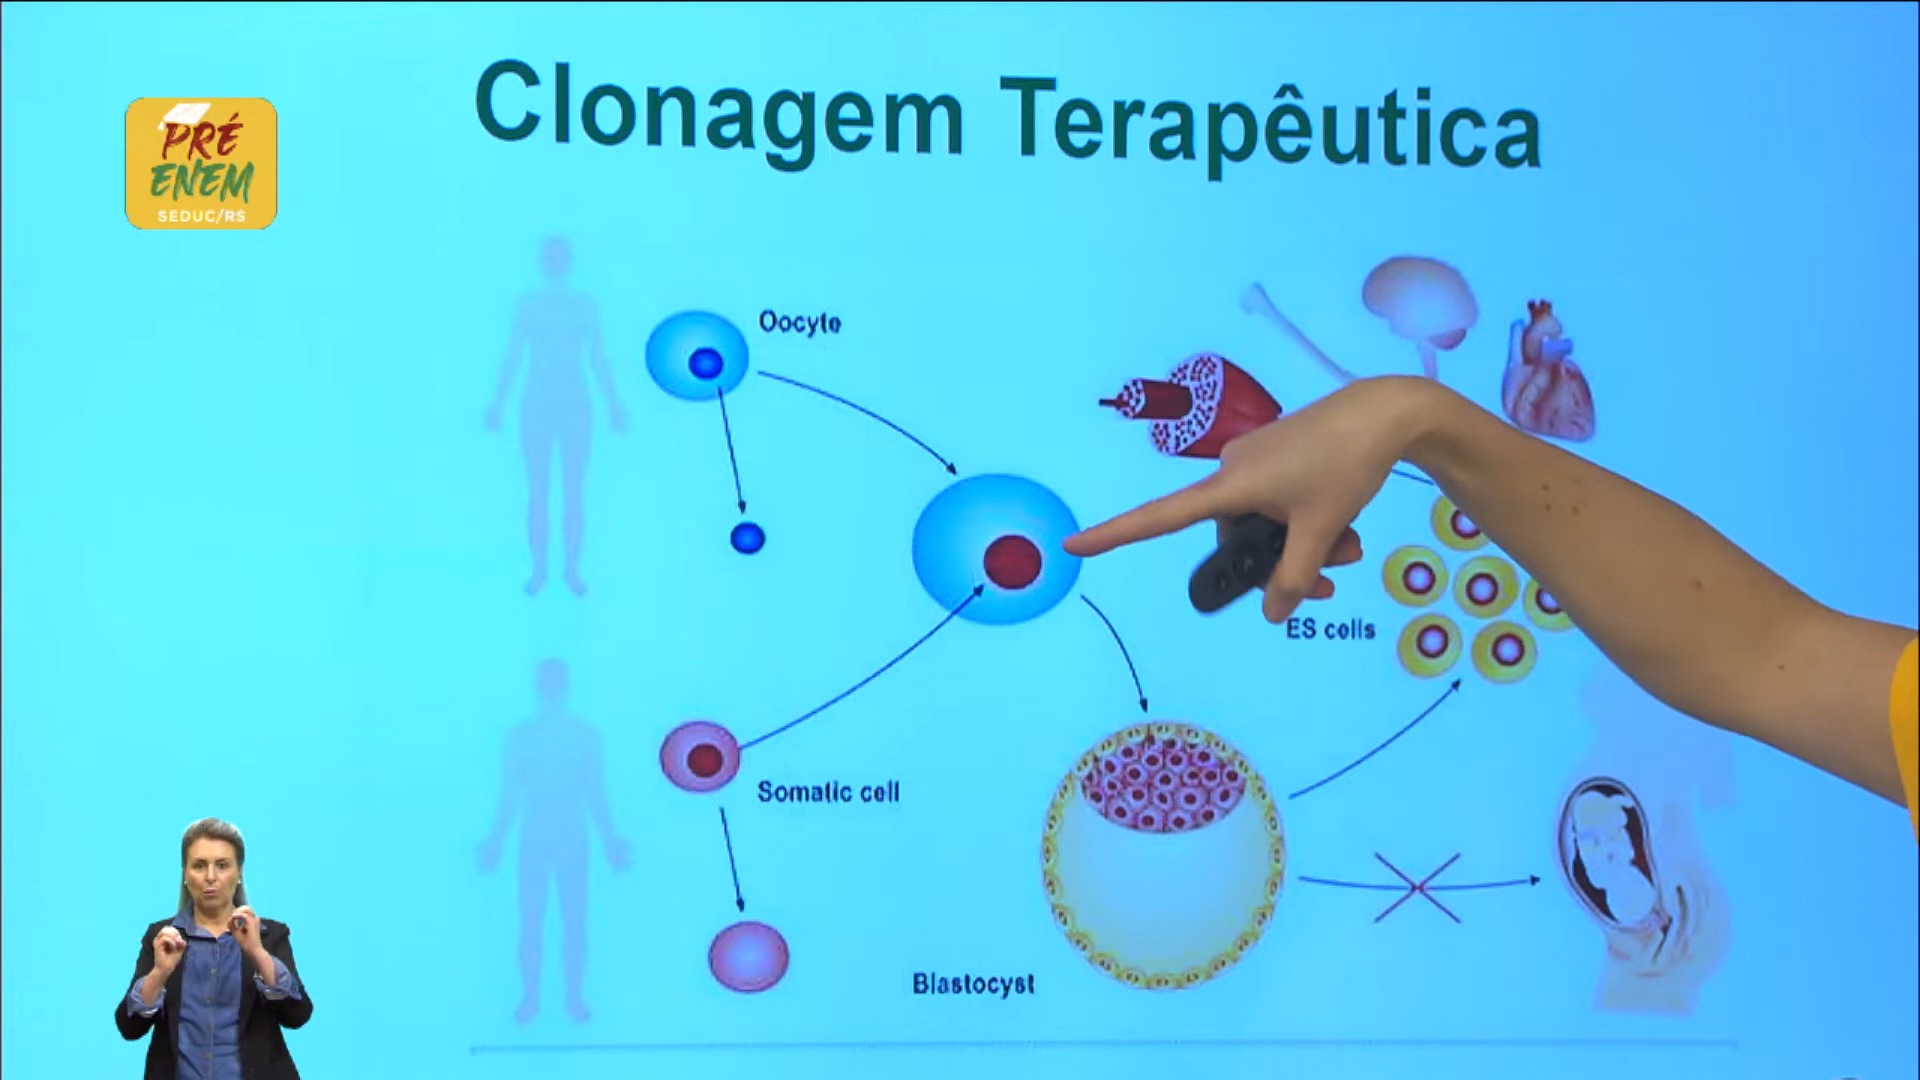 Clonagem Terapêutica
PRÉ
ENEM
SEDUC/RS
Oocyte
ES cells
Somatic cell
Blastocyst